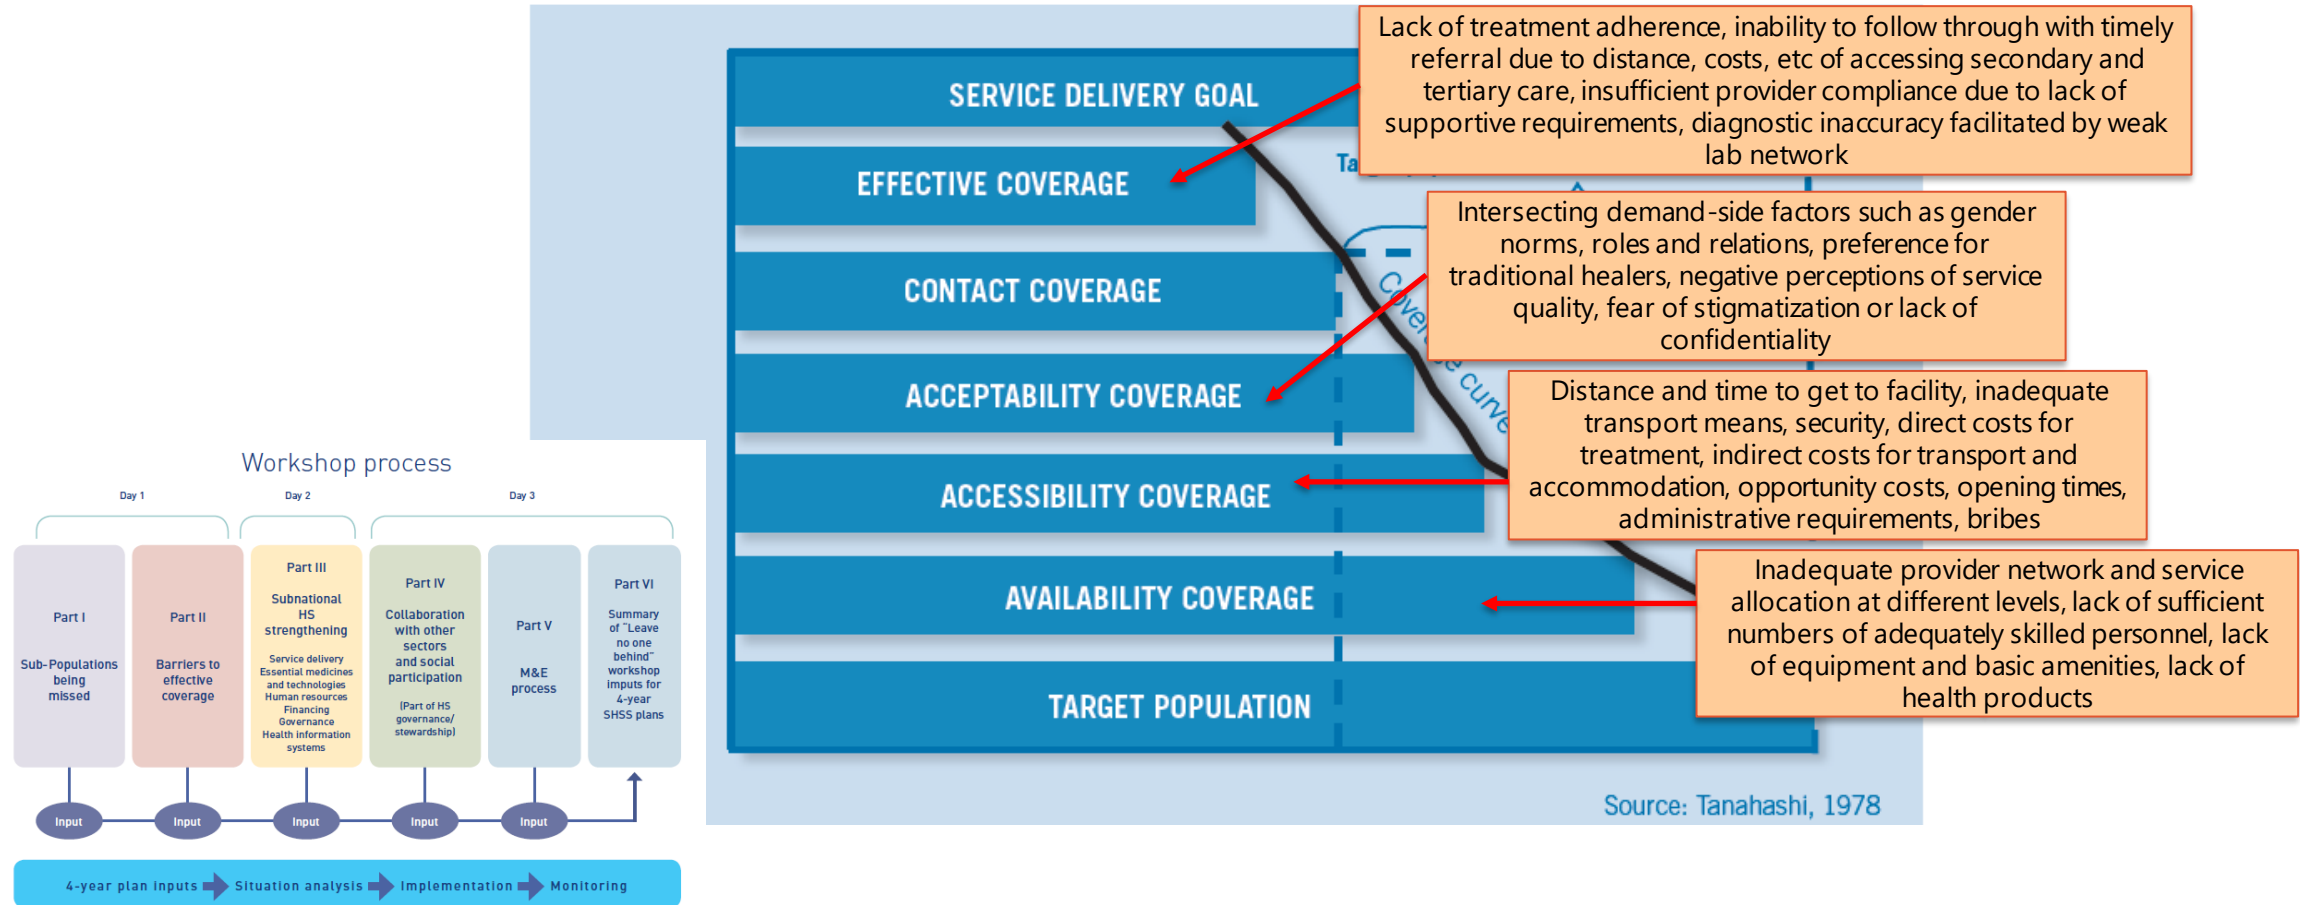 SERVICE DELIVERY GOAL
EFFECTIVE COVERAGE
CONTACT COVERAGE
ACCEPTABILITY COVERAGE
ACCESSIBILITY COVERAGE
AVAILABILITY COVERAGE
TARGET POPULATION
Source: Tanahashi, 1978
Lack of treatment adherence, inability to follow through with timely
referral due to distance, costs, etc of accessing secondary and
tertiary care, insufficient provider compliance due to lack of
supportive requirements, diagnostic inaccuracy facilitated by weak
lab network
Intersecting demand-side factors such as gender
norms, roles and relations, preference for
traditional healers, negative perceptions of service
quality, fear of stigmatization or lack of
confidentiality
curve
Distance and time to get to facility, inadequate
transport means, security, direct costs for
treatment, indirect costs for transport and
accommodation, opportunity costs, opening times,
administrative requirements, bribes
Inadequate provider network and service
allocation at different levels, lack of sufficient
numbers of adequately skilled personnel, lack
of equipment and basic amenities, lack of
health products
Workshop process
Day 1
Day 2
Day 3
Part I
Sub-Populations
being
missed
Part II
Barriers to
effective
coverage
Part III
Subnational
HS
strengthening
Service delivery
Essential medicines
and technologies
Human resources
Financing
Governance
Health information
systems
Part IV
Collaboration
with other
sectors
and social
participation
(Part of HS
governance/
stewardship)
Part V
M&E
process
Part VI
Summary
of "Leave
no one
behind"
workshop
imputs for
4-year
SHSS plans
Input
Input
Input
Input
Input
4-year plan inputs Situation analysis Implementation Monitoring